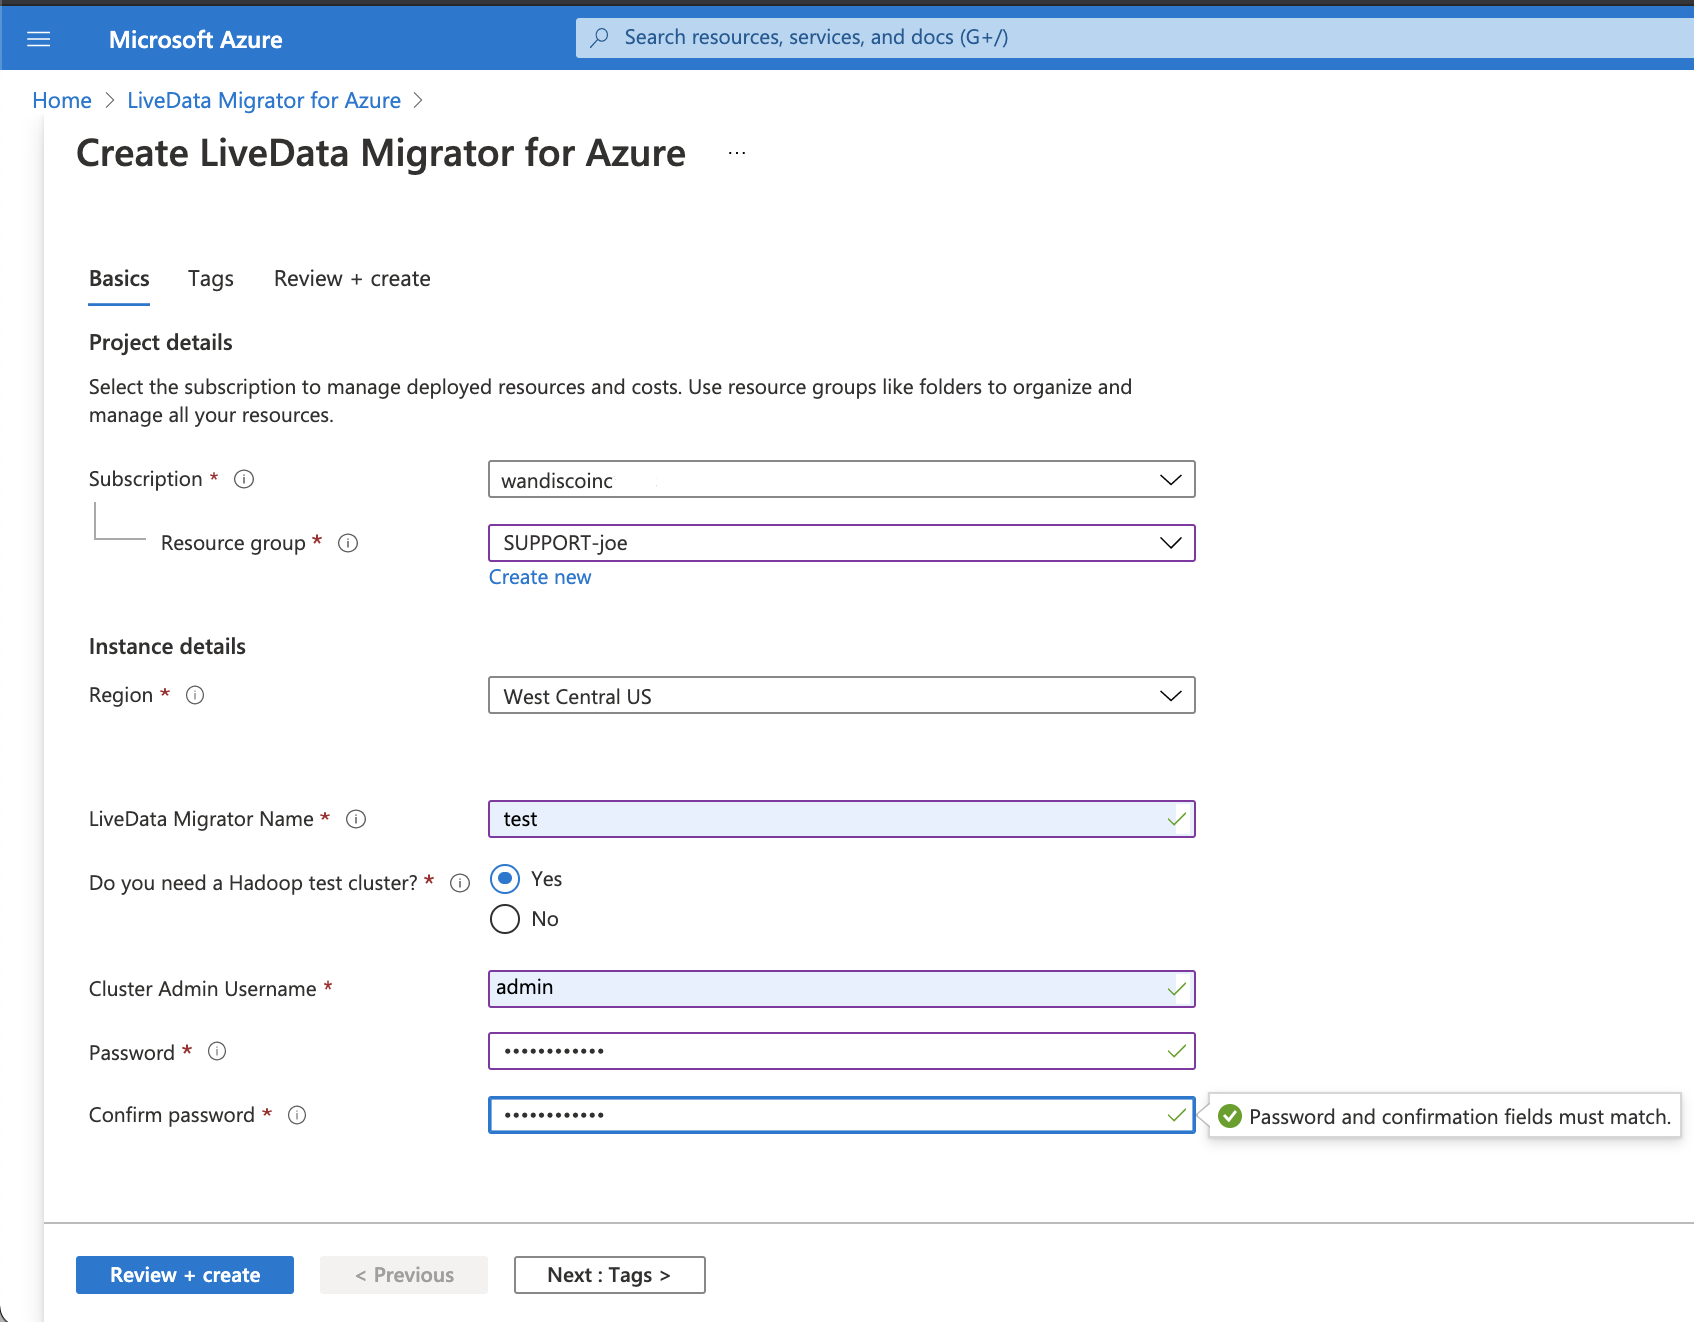 Microsoft Azure
Search resources, services, and docs (G+/)
Home > LiveData Migrator for Azure >
Create LiveData Migrator for Azure ...
Basics Tags Review + create
Project details
Select the subscription to manage deployed resources and costs. Use resource groups like folders to organize and
manage all your resources.
Subscription * wandiscoinc
Resource group * SUPPORT-joe
Create new
Instance details
Region * West Central US
LiveData Migrator Name * test
Do you need a Hadoop test cluster? * Yes
No
Cluster Admin Username * admin
Password * ••••••••••••
Confirm password * •••••••••••• Password and confirmation fields must match.
Review + create < Previous Next : Tags >